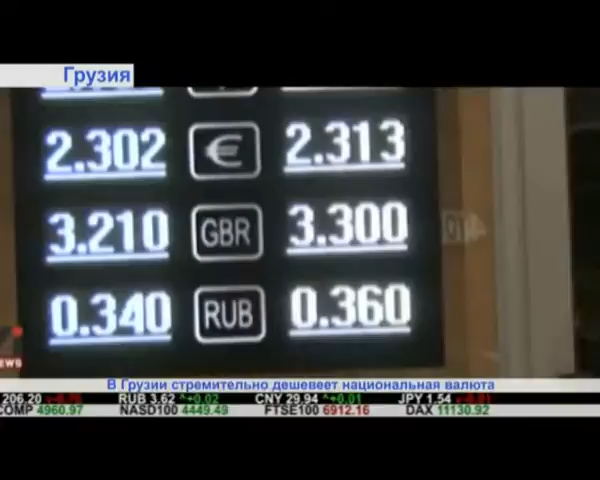 Грузия
2.302 € 2.313
3.210 GBR 3.300
0.340 RUB 0.360
NEWS
В Грузии стремительно дешевеет национальная валюта
206.20 RUB 3.62 +0.02 CNY 29.94 +0.01 JPY 1.54
COMP 4960.97 NASD100 4449.49 FTSE100 6912.16 DAX 11130.92